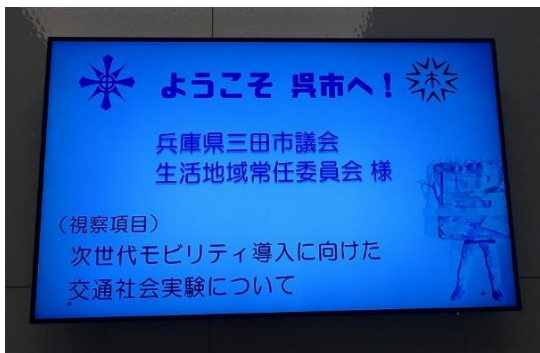 ようこそ 呉市へ！
兵庫県三田市議会
生活地域常任委員会 様
（視察項目）
次世代モビリティ導入に向けた
交通社会実験について